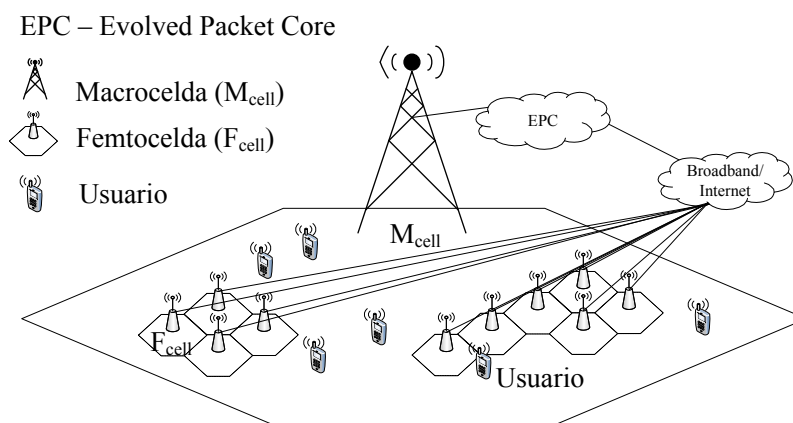 EPC – Evolved Packet Core
Macrocelda (Mcell)
Femtocelda (Fcell)
Usuario
EPC
Broadband/
Internet
Mcell
Fcell
Usuario